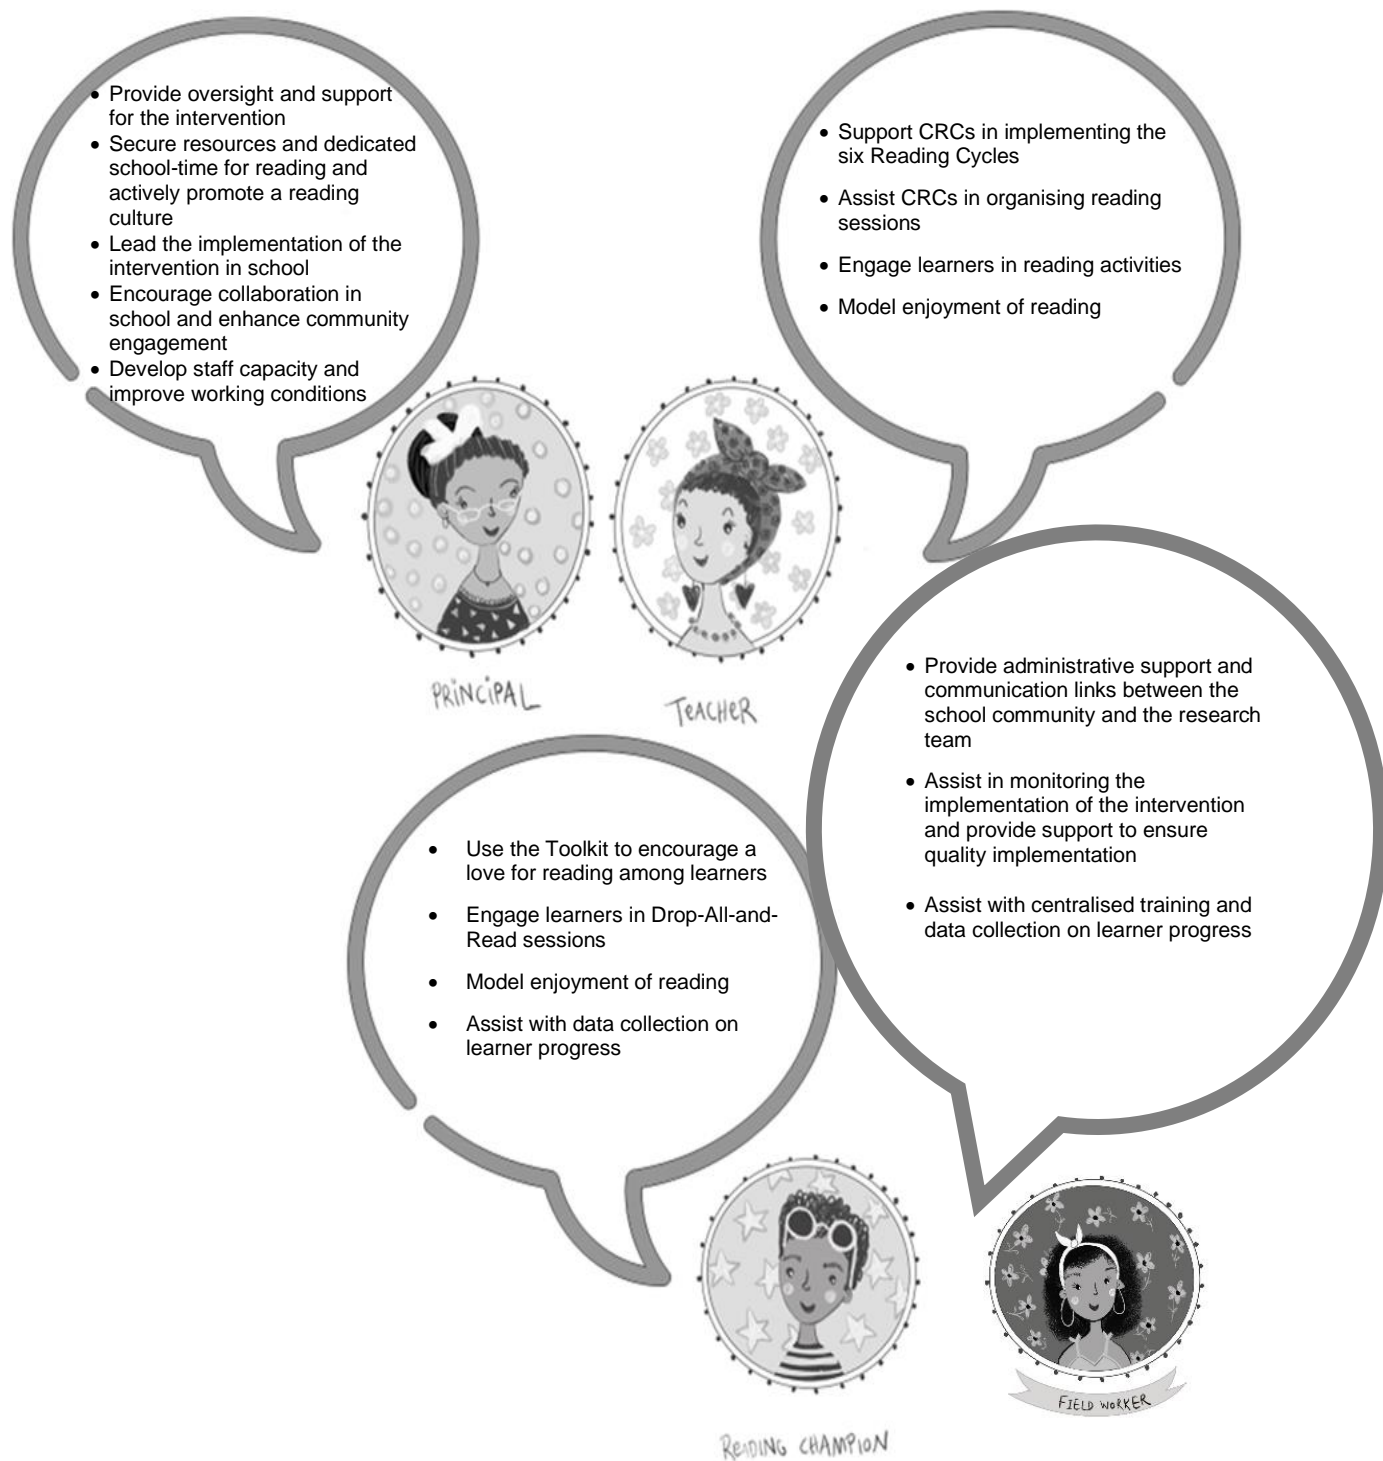 • Provide oversight and support
for the intervention
• Secure resources and dedicated
school-time for reading and
actively promote a reading
culture
• Lead the implementation of the
intervention in school
• Encourage collaboration in
school and enhance community
engagement
• Develop staff capacity and
improve working conditions
• Support CRCs in implementing the
six Reading Cycles
• Assist CRCs in organising reading
sessions
• Engage learners in reading activities
• Model enjoyment of reading
PRINCIPAL
TEACHER
• Provide administrative support and
communication links between the
school community and the research
team
• Assist in monitoring the
implementation of the intervention
and provide support to ensure
quality implementation
• Assist with centralised training and
data collection on learner progress
• Use the Toolkit to encourage a
love for reading among learners
• Engage learners in Drop-All-and-
Read sessions
• Model enjoyment of reading
• Assist with data collection on
learner progress
READING CHAMPION
FIELD WORKER